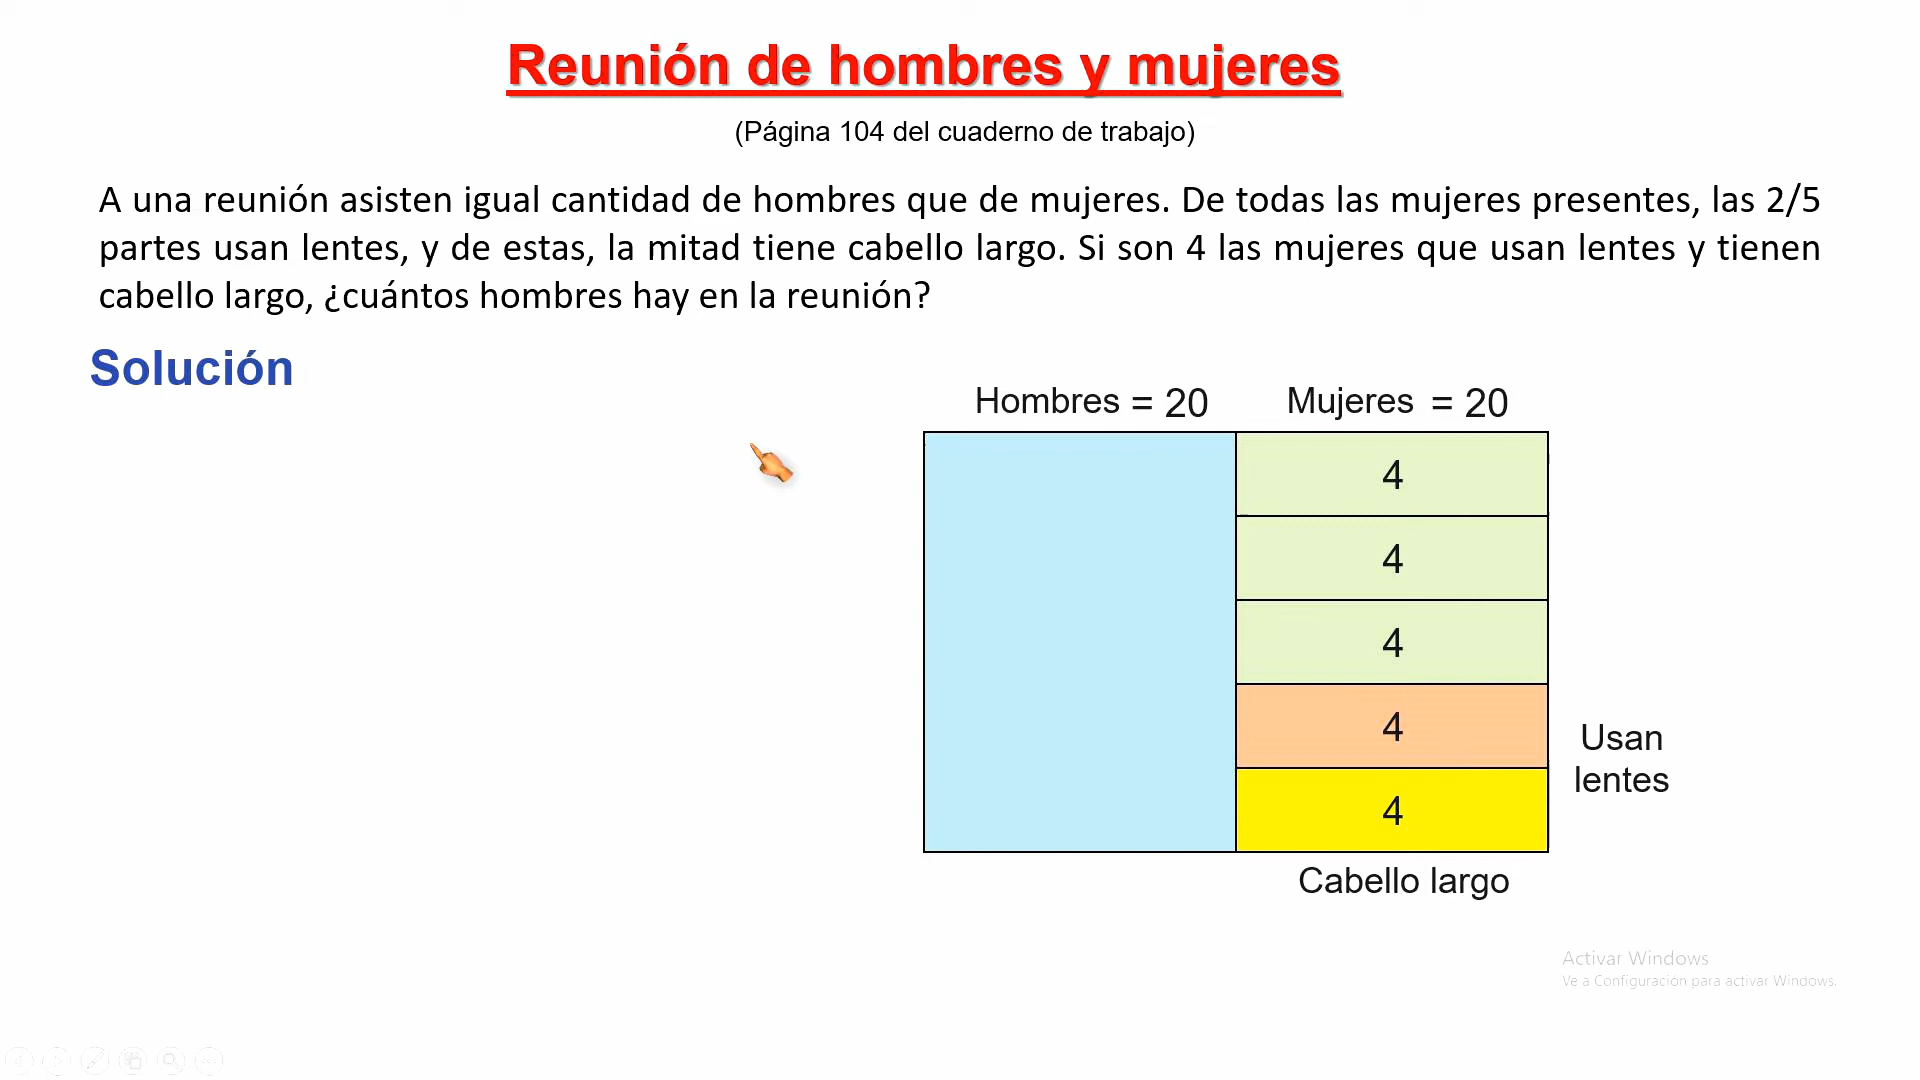 Reunión de hombres y mujeres
(Página 104 del cuaderno de trabajo)
A una reunión asisten igual cantidad de hombres que de mujeres. De todas las mujeres presentes, las 2/5
partes usan lentes, y de estas, la mitad tiene cabello largo. Si son 4 las mujeres que usan lentes y tienen
cabello largo, ¿cuántos hombres hay en la reunión?
Solución
Hombres = 20 Mujeres = 20
4
4
4
4
Usan
lentes
4
Cabello largo
Activar Windows
Ve a Configuración para activar Windows.